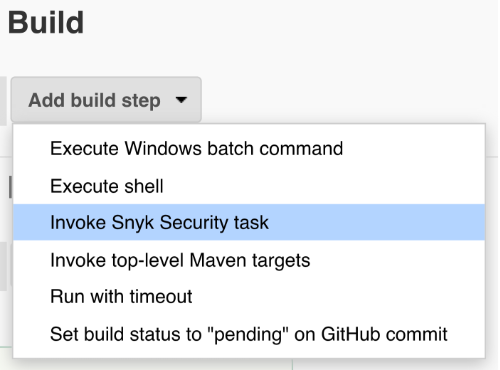 Build
Add build step
Execute Windows batch command
Execute shell
Invoke Snyk Security task
Invoke top-level Maven targets
Run with timeout
Set build status to "pending" on GitHub commit